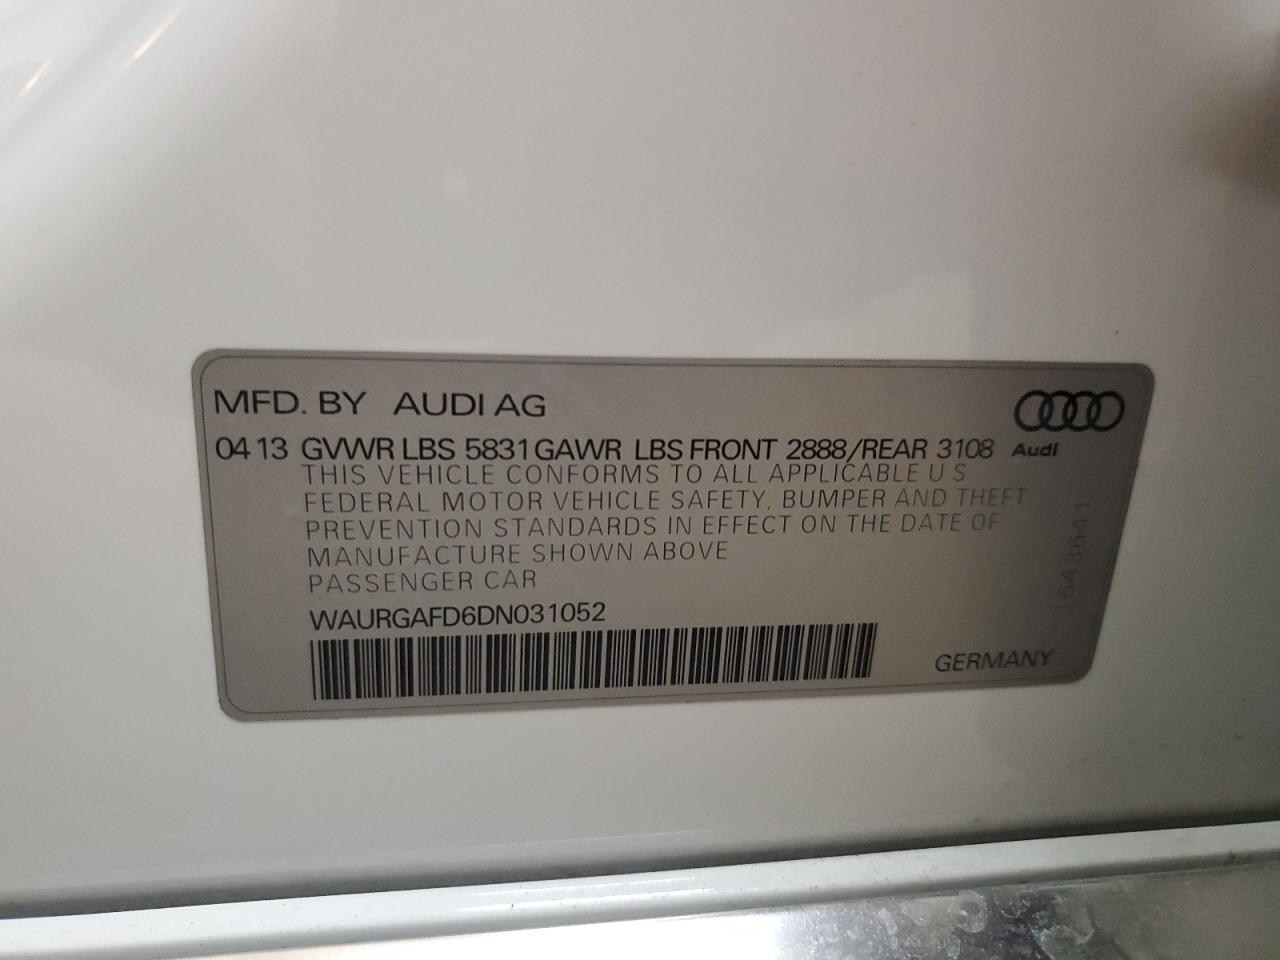 MFD. BY AUDI AG
04 13 GVWR LBS 5831 GAWR LBS FRONT 2888/REAR 3108
Audi
THIS VEHICLE CONFORMS TO ALL APPLICABLE U S
FEDERAL MOTOR VEHICLE SAFETY, BUMPER AND THEFT
PREVENTION STANDARDS IN EFFECT ON THE DATE OF
MANUFACTURE SHOWN ABOVE
PASSENGER CAR
WAURGAFD6DN031052
GERMANY
1643641